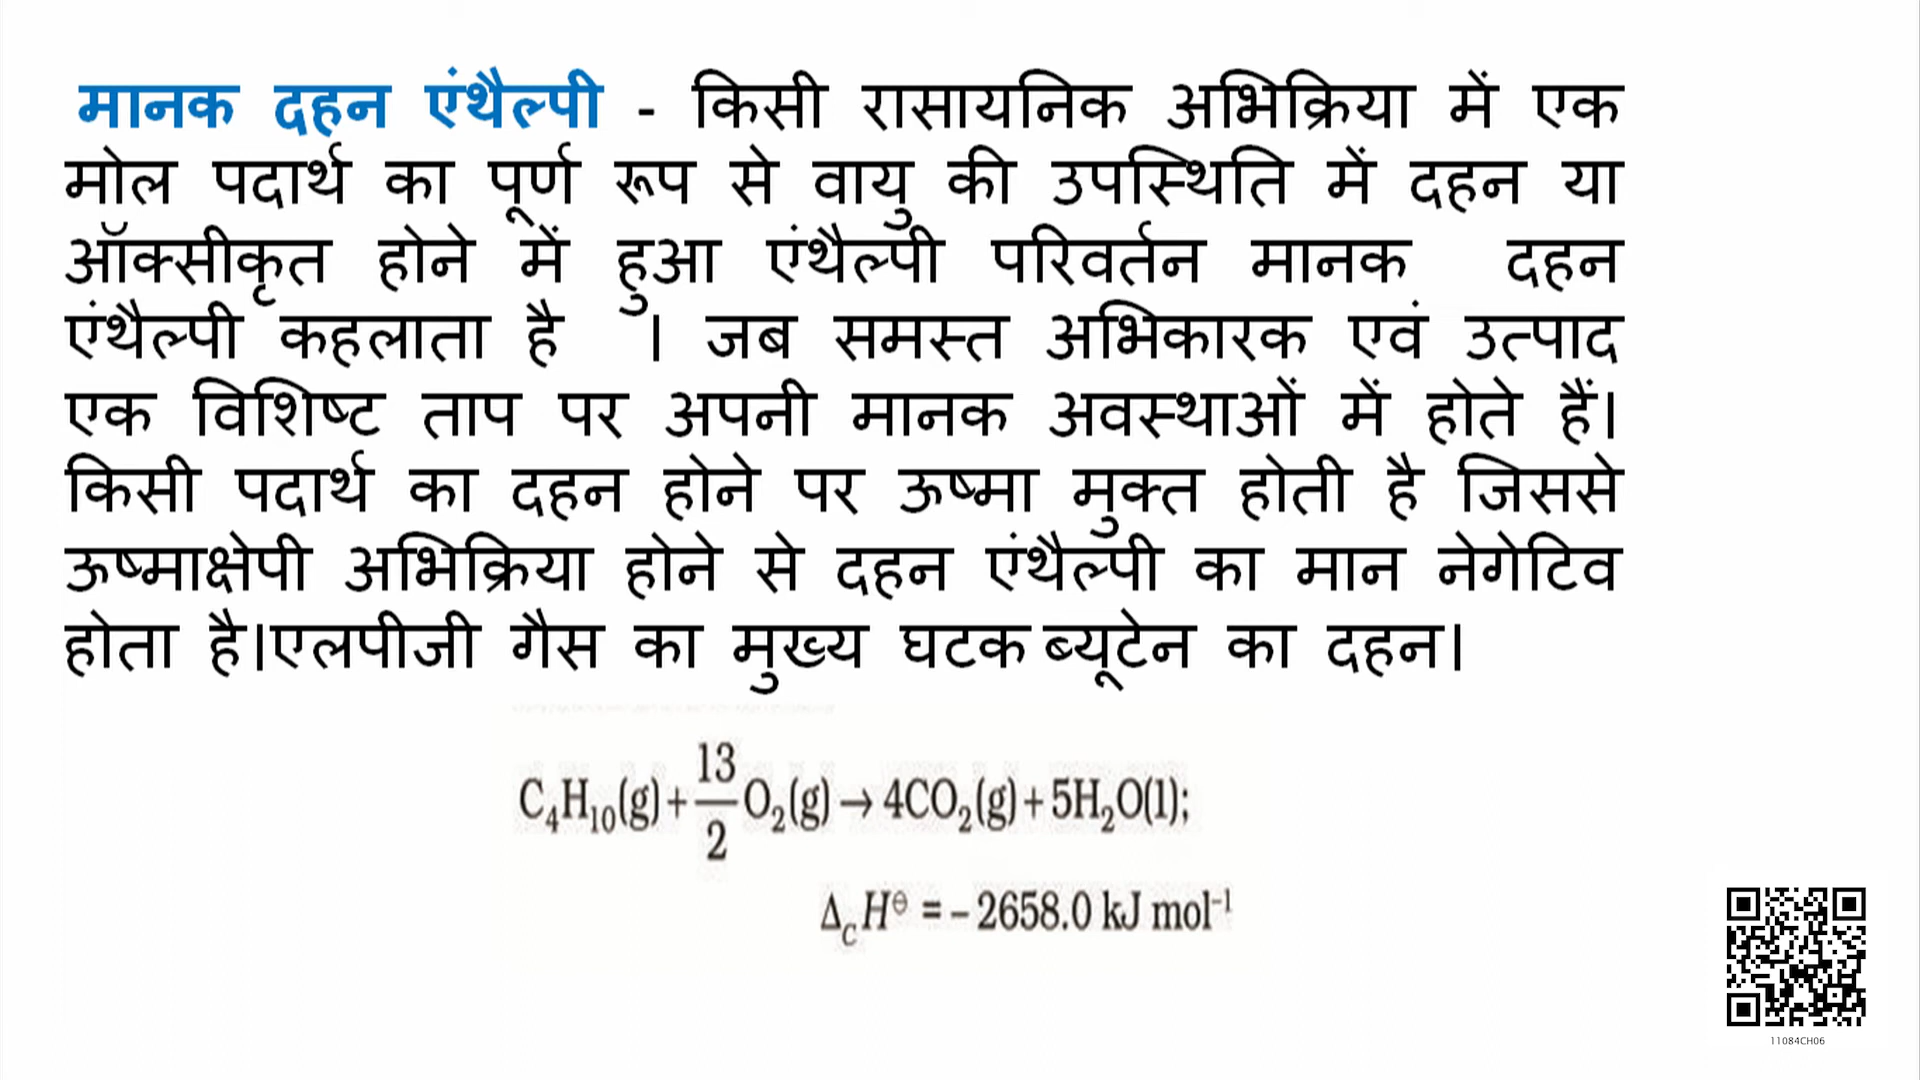 मानक दहन एंथैल्पी - किसी रासायनिक अभिक्रिया में एक
मोल पदार्थ का पूर्ण रूप से वायु की उपस्थिति में दहन या
ऑक्सीकृत होने में हुआ एंथैल्पी परिवर्तन मानक दहन
एंथैल्पी कहलाता है । जब समस्त अभिकारक एवं उत्पाद
एक विशिष्ट ताप पर अपनी मानक अवस्थाओं में होते हैं।
किसी पदार्थ का दहन होने पर ऊष्मा मुक्त होती है जिससे
ऊष्माक्षेपी अभिक्रिया होने से दहन एंथैल्पी का मान नेगेटिव
होता है।एलपीजी गैस का मुख्य घटक ब्यूटेन का दहन।
C₄H₁₀(g)+13/2 O₂(g)→4CO₂(g)+5H₂O(l);
Δ_C H^⊖ = – 2658.0 kJ mol⁻¹
11084CH06